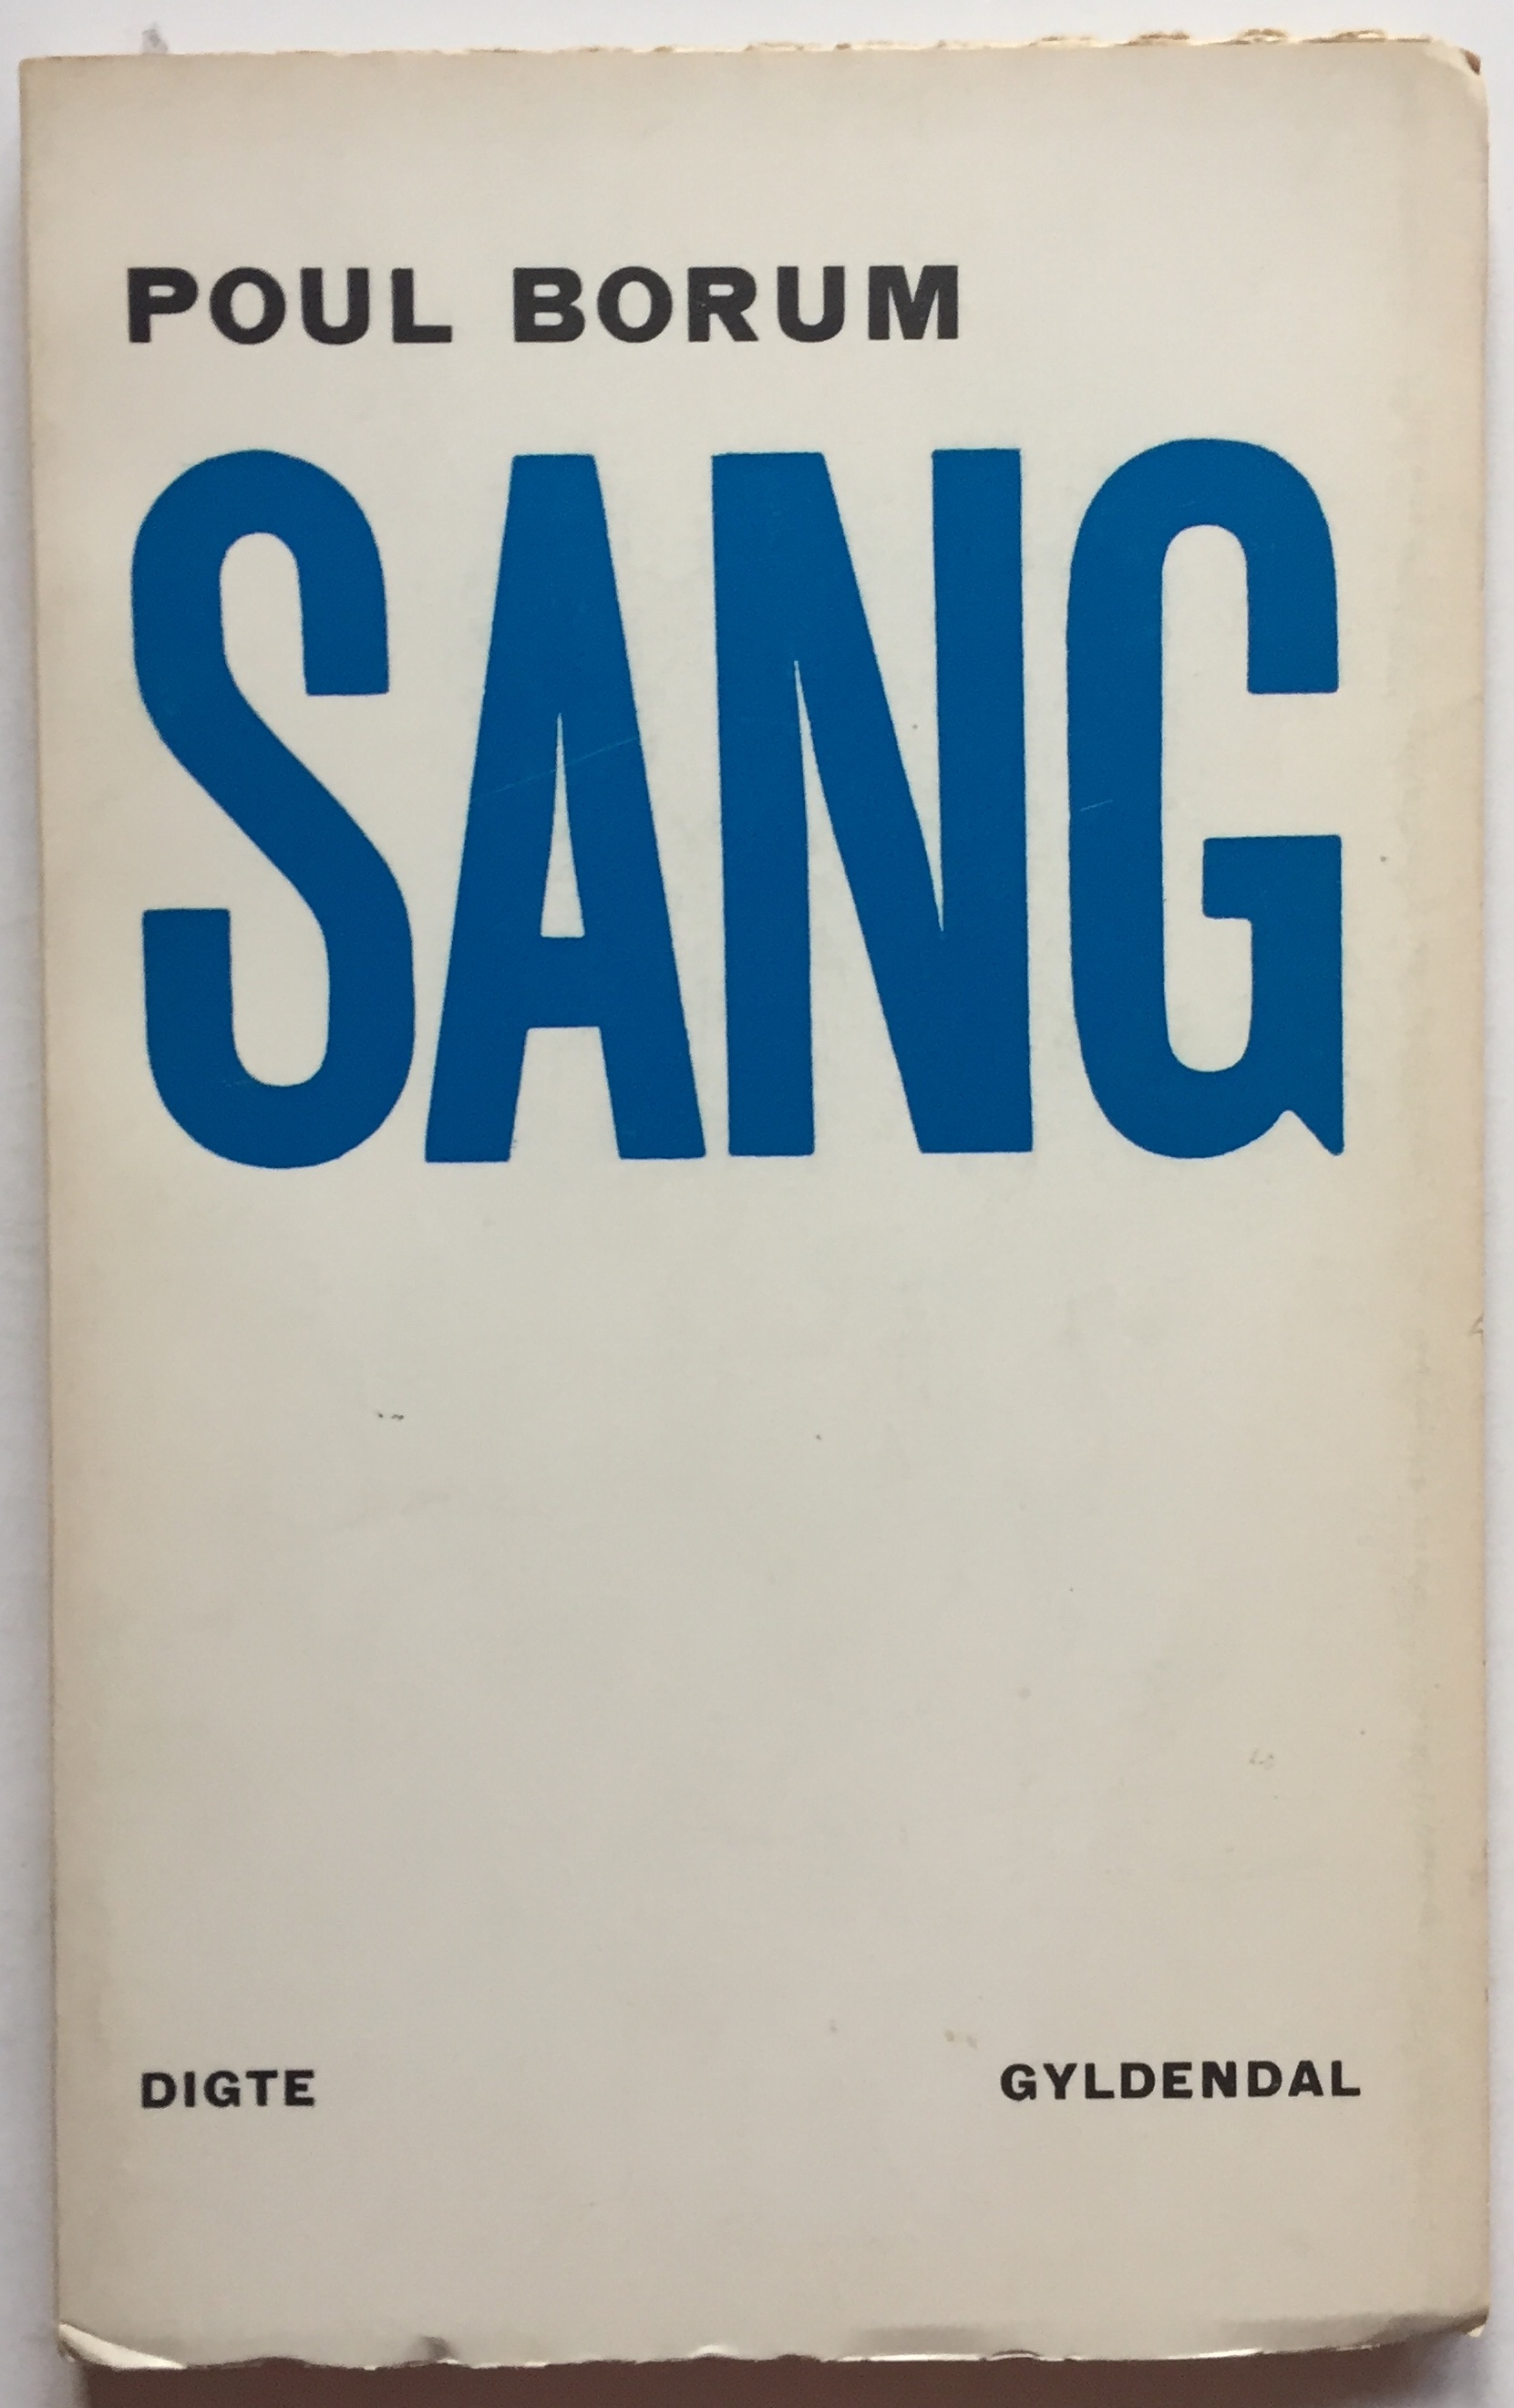 POUL BORUM
SANG
DIGTE
GYLDENDAL